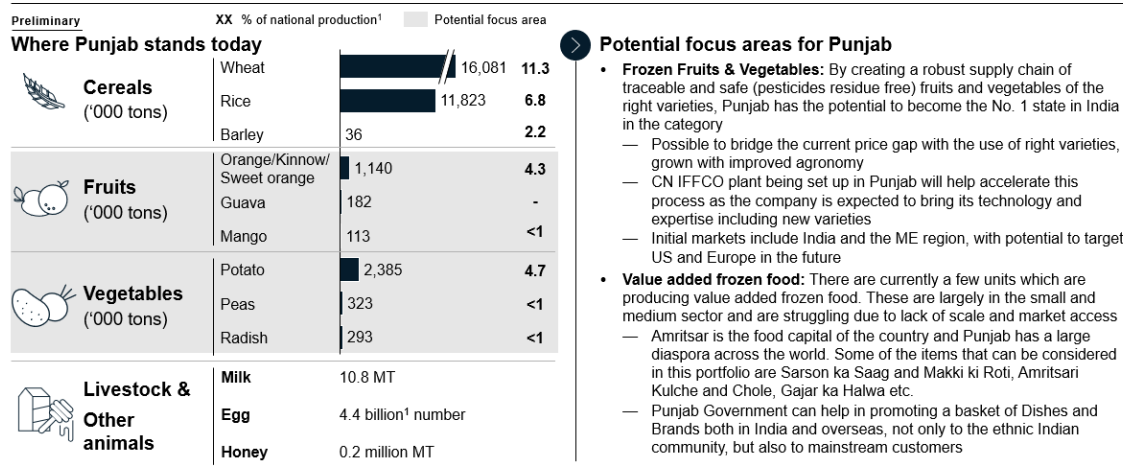 Preliminary
XX % of national production¹
Potential focus area
Where Punjab stands today
Cereals
('000 tons)
Wheat
16,081
11.3
Rice
11,823
6.8
Barley
36
2.2
Fruits
('000 tons)
Orange/Kinnow/
Sweet orange
1,140
4.3
Guava
182
-
Mango
113
<1
Vegetables
('000 tons)
Potato
2,385
4.7
Peas
323
<1
Radish
293
<1
Livestock &
Other
animals
Milk
10.8 MT
Egg
4.4 billion¹ number
Honey
0.2 million MT
Potential focus areas for Punjab
• Frozen Fruits & Vegetables: By creating a robust supply chain of
traceable and safe (pesticides residue free) fruits and vegetables of the
right varieties, Punjab has the potential to become the No. 1 state in India
in the category
— Possible to bridge the current price gap with the use of right varieties,
grown with improved agronomy
— CN IFFCO plant being set up in Punjab will help accelerate this
process as the company is expected to bring its technology and
expertise including new varieties
— Initial markets include India and the ME region, with potential to target
US and Europe in the future
• Value added frozen food: There are currently a few units which are
producing value added frozen food. These are largely in the small and
medium sector and are struggling due to lack of scale and market access
— Amritsar is the food capital of the country and Punjab has a large
diaspora across the world. Some of the items that can be considered
in this portfolio are Sarson ka Saag and Makki ki Roti, Amritsari
Kulche and Chole, Gajar ka Halwa etc.
— Punjab Government can help in promoting a basket of Dishes and
Brands both in India and overseas, not only to the ethnic Indian
community, but also to mainstream customers